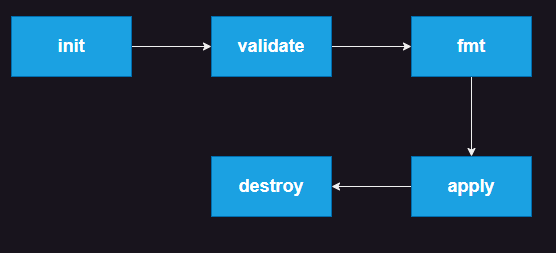 init
validate
fmt
apply
destroy